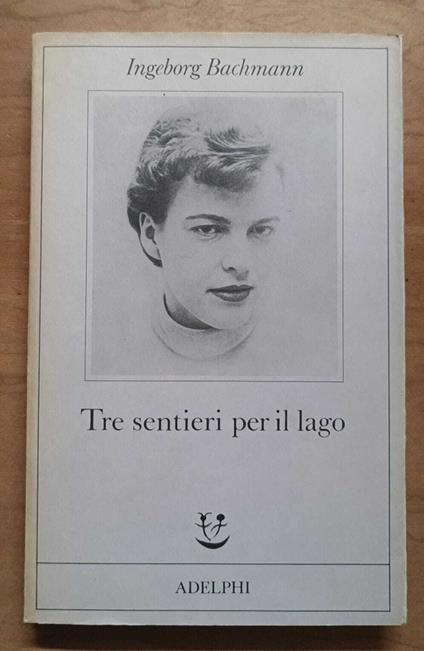 Ingeborg Bachmann
Tre sentieri per il lago
ADELPHI